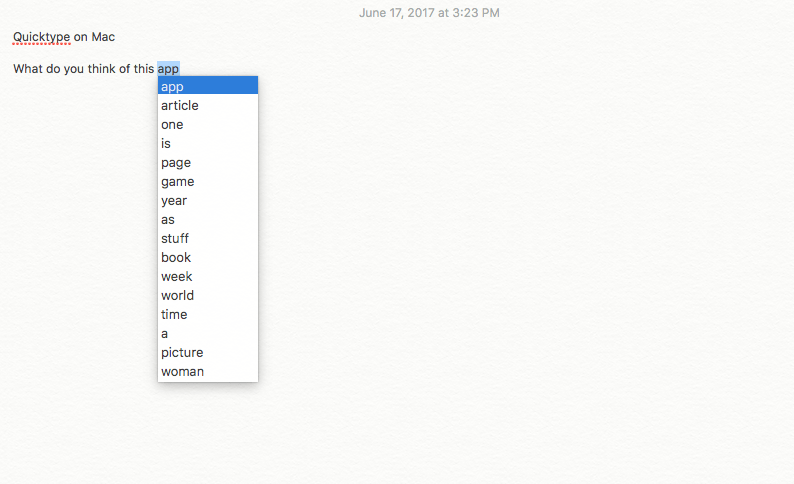 June 17, 2017 at 3:23 PM
Quicktype on Mac
What do you think of this app
app
article
one
is
page
game
year
as
stuff
book
week
world
time
a
picture
woman